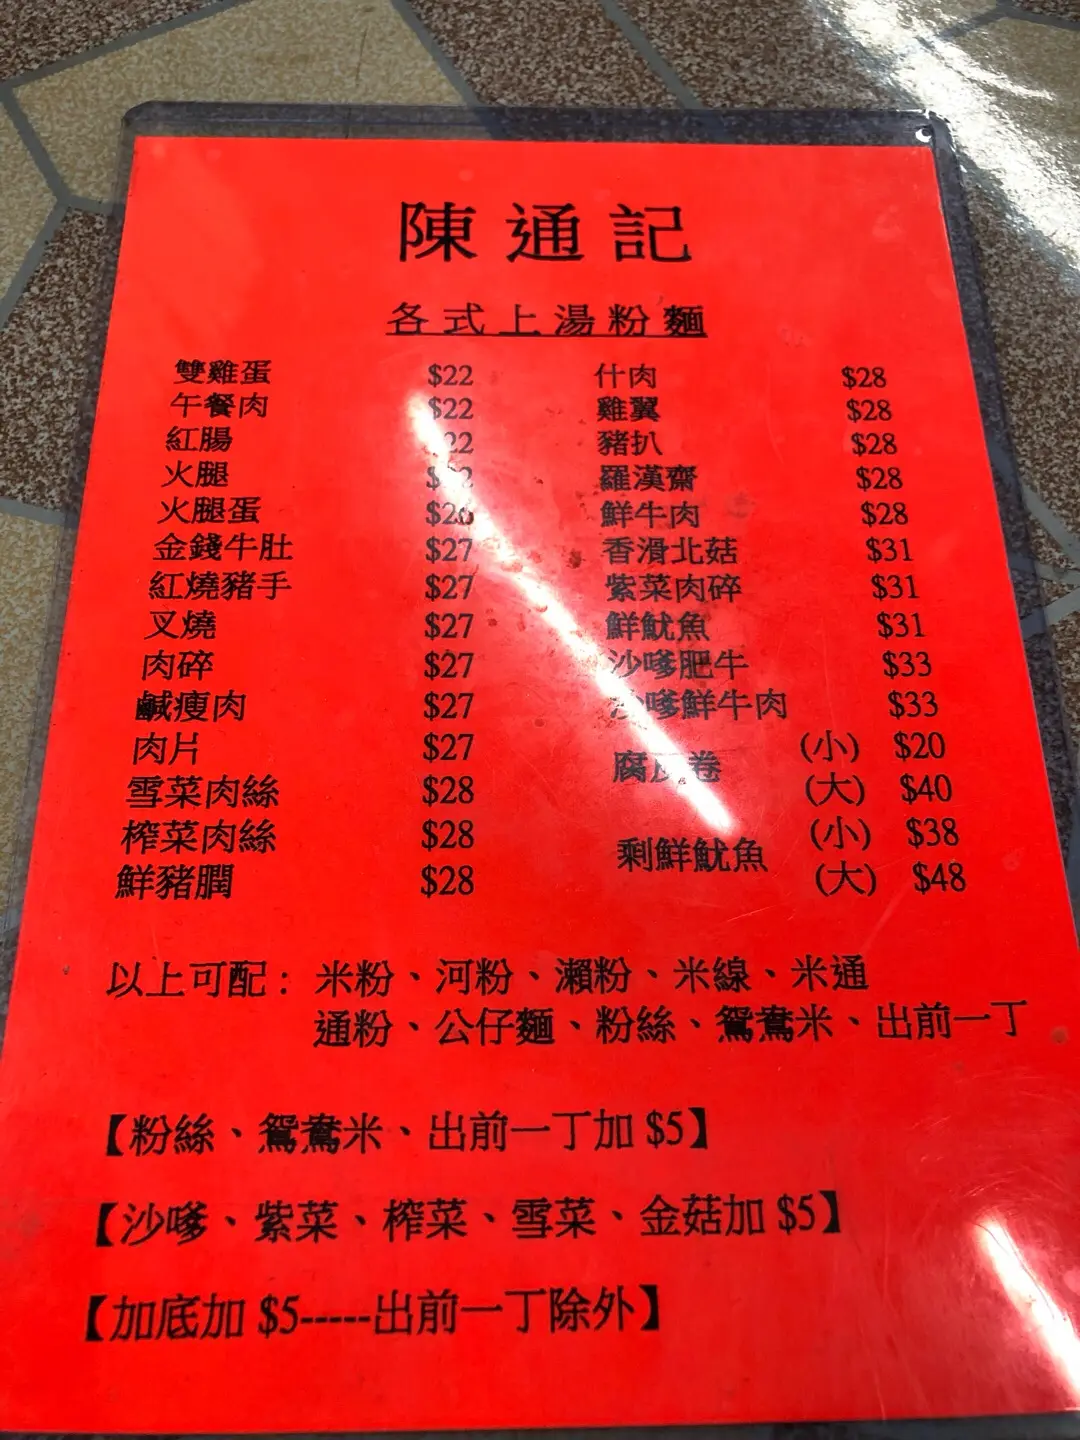 陳通記
各式上湯粉麵
雙雞蛋 $22 什肉 $28
午餐肉 $22 雞翼 $28
紅腸 22 豬扒 $28
火腿 羅漢齋 $28
火腿蛋 $26 鮮牛肉 $28
金錢牛肚 $27 香滑北菇 $31
紅燒豬手 $27 紫菜肉碎 $31
叉燒 $27 鮮魷魚 $31
肉碎 $27 沙嗲肥牛 $33
鹹瘦肉 $27 沙嗲鮮牛肉 $33
肉片 $27 腐皮卷 (小) $20
雪菜肉絲 $28 (大) $40
榨菜肉絲 $28 剩鮮魷魚 (小) $38
鮮豬膶 $28 (大) $48
以上可配：米粉、河粉、瀨粉、米線、米通
通粉、公仔麵、粉絲、鴛鴦米、出前一丁
【粉絲、鴛鴦米、出前一丁加 $5】
【沙嗲、紫菜、榨菜、雪菜、金菇加 $5】
【加底加 $5-----出前一丁除外】